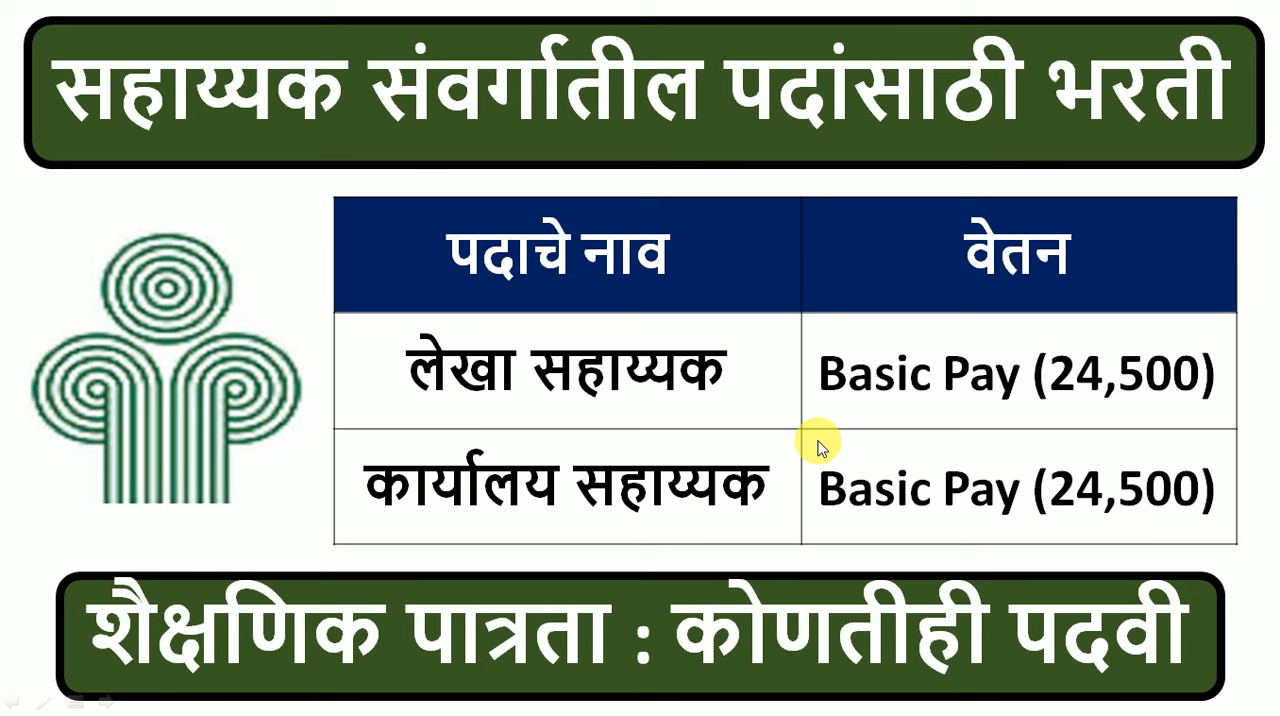 सहाय्यक संवर्गातील पदांसाठी भरती
पदाचे नाव वेतन
लेखा सहाय्यक Basic Pay (24,500)
कार्यालय सहाय्यक Basic Pay (24,500)
शैक्षणिक पात्रता : कोणतीही पदवी